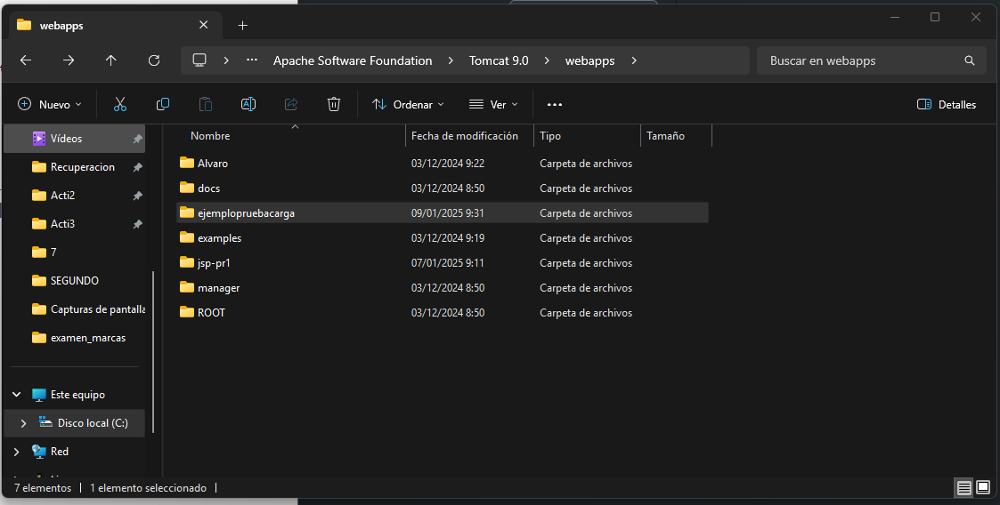 webapps
Apache Software Foundation > Tomcat 9.0 > webapps >
Buscar en webapps
Nuevo
Ordenar
Ver
Detalles
Vídeos
Recuperacion
Acti2
Acti3
7
SEGUNDO
Capturas de pantalla
examen_marcas
Este equipo
Disco local (C:)
Red
Nombre Fecha de modificación Tipo Tamaño
Alvaro 03/12/2024 9:22 Carpeta de archivos
docs 03/12/2024 8:50 Carpeta de archivos
ejemplopruebacarga 09/01/2025 9:31 Carpeta de archivos
examples 03/12/2024 9:19 Carpeta de archivos
jsp-pr1 07/01/2025 9:11 Carpeta de archivos
manager 03/12/2024 8:50 Carpeta de archivos
ROOT 03/12/2024 8:50 Carpeta de archivos
7 elementos | 1 elemento seleccionado |